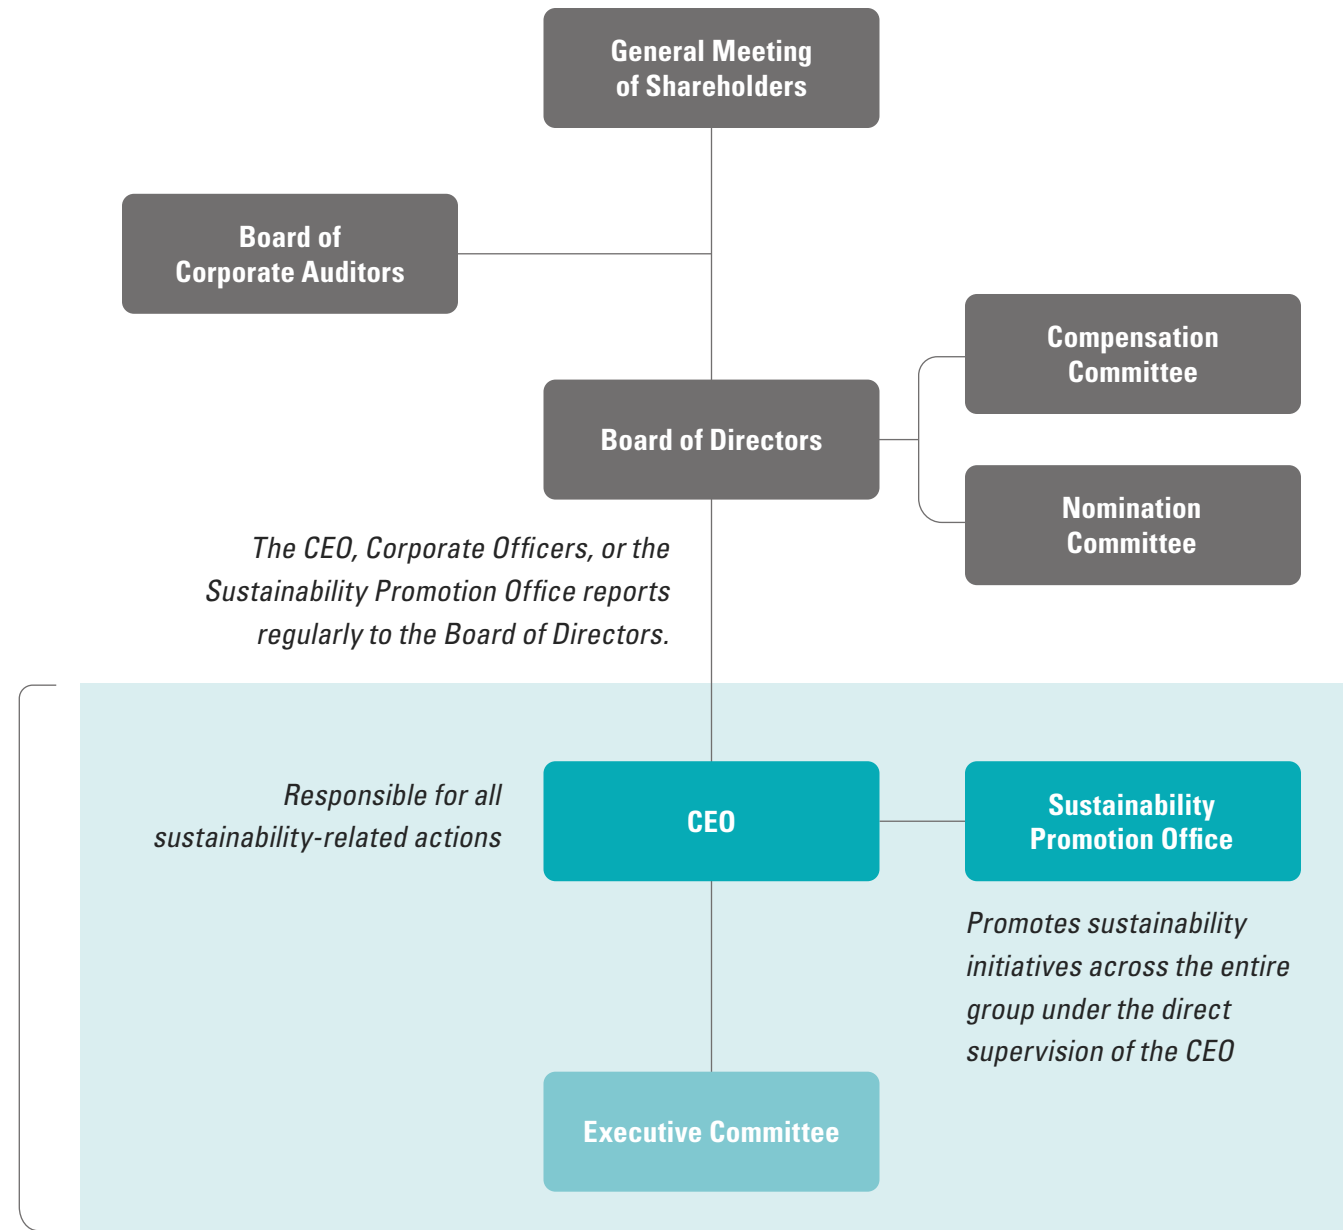 General Meeting
of Shareholders
Board of
Corporate Auditors
Compensation
Committee
Board of Directors
Nomination
Committee
The CEO, Corporate Officers, or the
Sustainability Promotion Office reports
regularly to the Board of Directors.
Responsible for all
sustainability-related actions
CEO
Sustainability
Promotion Office
Promotes sustainability
initiatives across the entire
group under the direct
supervision of the CEO
Executive Committee